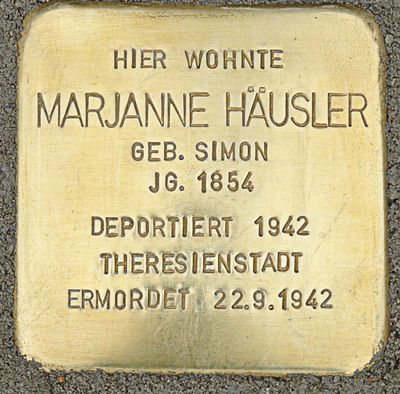 HIER WOHNTE
MARJANNE HÄUSLER
GEB. SIMON
JG. 1854
DEPORTIERT 1942
THERESIENSTADT
ERMORDET 22.9.1942